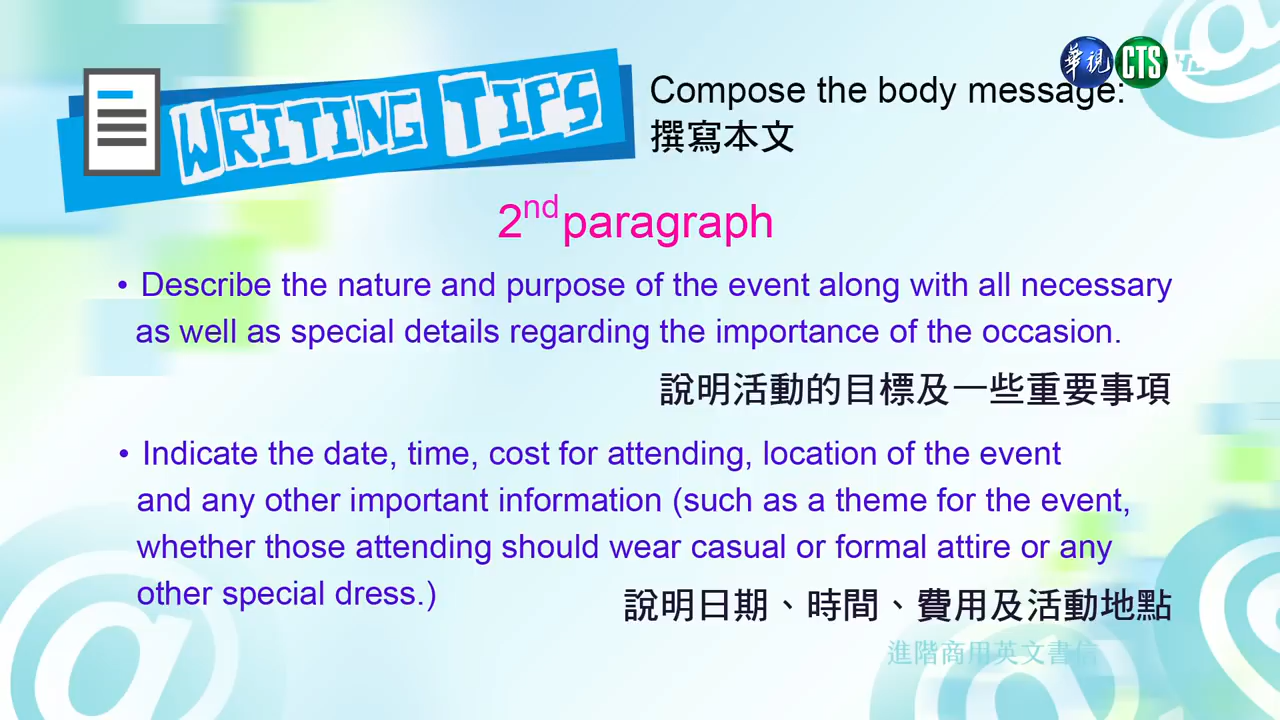 華視 CTS HD
WRITING TIPS
Compose the body message:
撰寫本文
2nd paragraph
• Describe the nature and purpose of the event along with all necessary
as well as special details regarding the importance of the occasion.
說明活動的目標及一些重要事項
• Indicate the date, time, cost for attending, location of the event
and any other important information (such as a theme for the event,
whether those attending should wear casual or formal attire or any
other special dress.)
說明日期、時間、費用及活動地點
進階商用英文書信